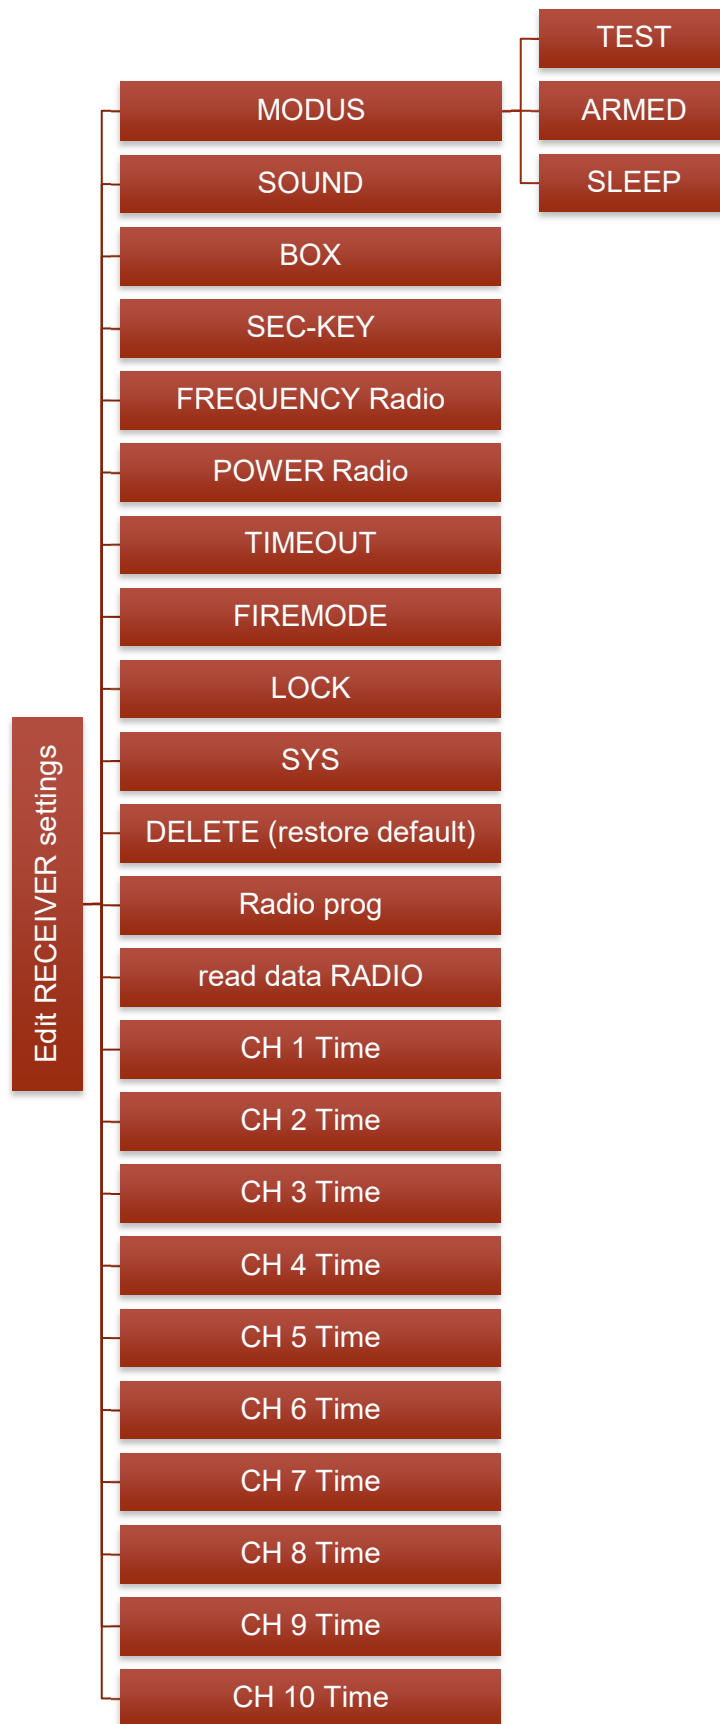 Edit RECEIVER settings
MODUS
TEST
ARMED
SLEEP
SOUND
BOX
SEC-KEY
FREQUENCY Radio
POWER Radio
TIMEOUT
FIREMODE
LOCK
SYS
DELETE (restore default)
Radio prog
read data RADIO
CH 1 Time
CH 2 Time
CH 3 Time
CH 4 Time
CH 5 Time
CH 6 Time
CH 7 Time
CH 8 Time
CH 9 Time
CH 10 Time